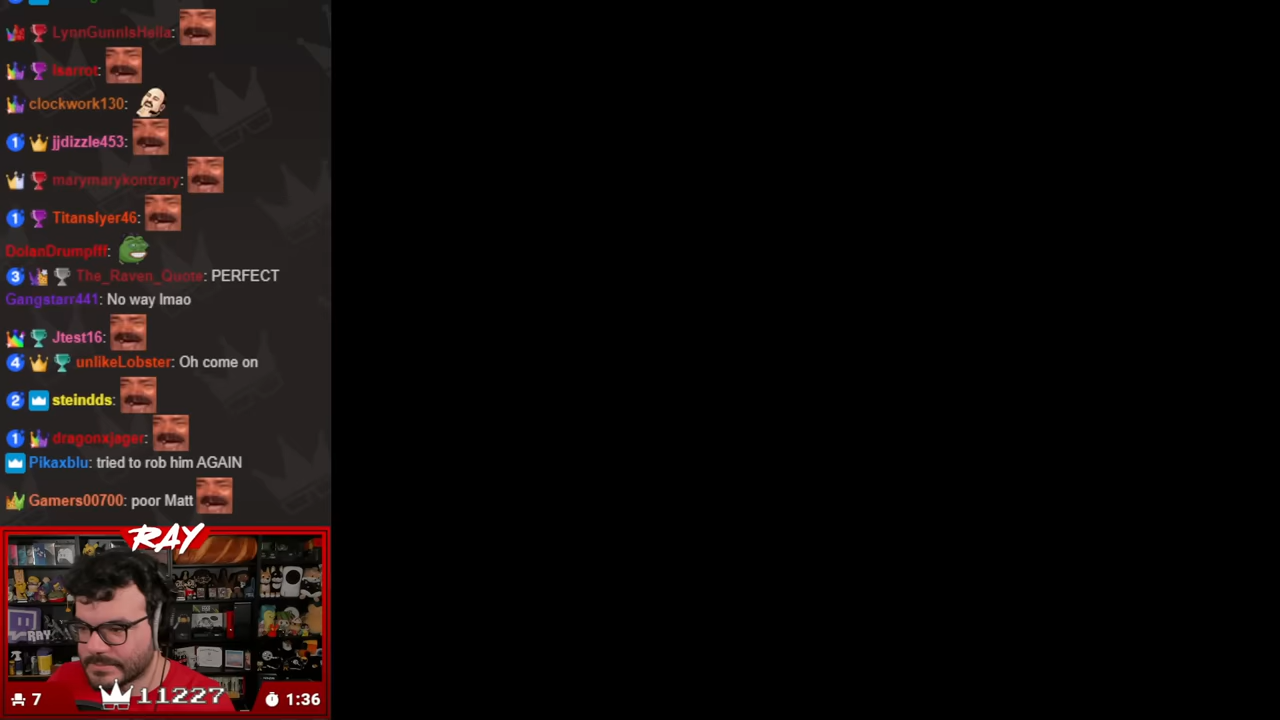 LynnGunnIsHella:
lsarrot:
clockwork130:
1 jjdizzle453:
marymarykontrary:
1 Titanslyer46:
DolanDrumpfff:
3 The_Raven_Quote: PERFECT
Gangstarr441: No way lmao
Jtest16:
4 unlikeLobster: Oh come on
2 steindds:
1 dragonxjager:
Pikaxblu: tried to rob him AGAIN
Gamers00700: poor Matt
RAY
RAY
7 11227 1:36